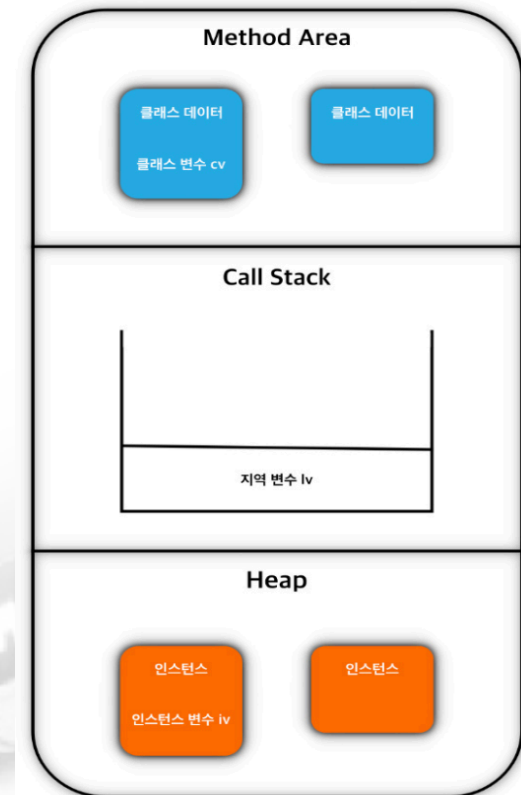 Method Area
클래스 데이터
클래스 변수 cv
클래스 데이터
Call Stack
지역 변수 lv
Heap
인스턴스
인스턴스 변수 iv
인스턴스